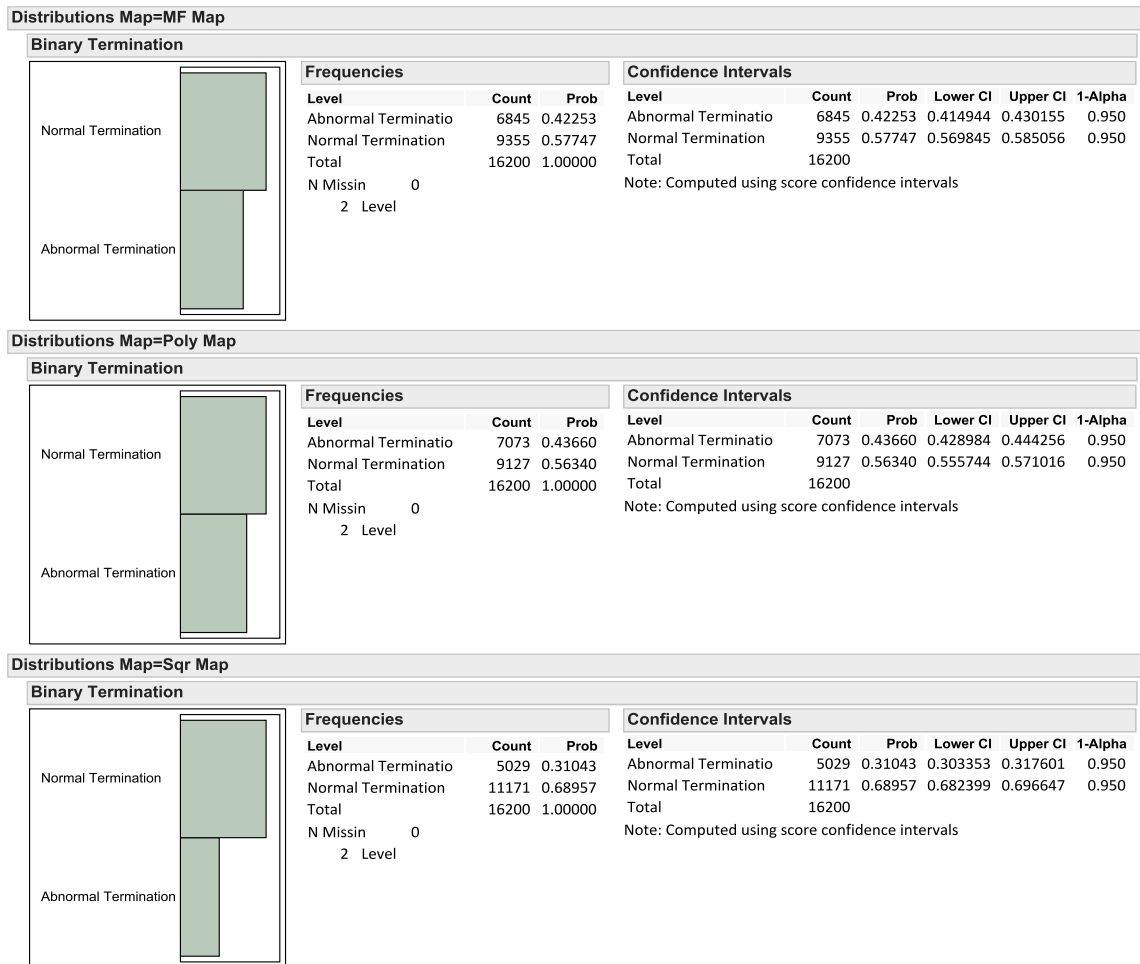 Distributions Map=MF Map
Binary Termination
Normal Termination
Abnormal Termination
Frequencies
Level Count Prob
Abnormal Terminatio 6845 0.42253
Normal Termination 9355 0.57747
Total 16200 1.00000
N Missin 0
2 Level
Confidence Intervals
Level Count Prob Lower CI Upper CI 1-Alpha
Abnormal Terminatio 6845 0.42253 0.414944 0.430155 0.950
Normal Termination 9355 0.57747 0.569845 0.585056 0.950
Total 16200
Note: Computed using score confidence intervals
Distributions Map=Poly Map
Binary Termination
Normal Termination
Abnormal Termination
Frequencies
Level Count Prob
Abnormal Terminatio 7073 0.43660
Normal Termination 9127 0.56340
Total 16200 1.00000
N Missin 0
2 Level
Confidence Intervals
Level Count Prob Lower CI Upper CI 1-Alpha
Abnormal Terminatio 7073 0.43660 0.428984 0.444256 0.950
Normal Termination 9127 0.56340 0.555744 0.571016 0.950
Total 16200
Note: Computed using score confidence intervals
Distributions Map=Sqr Map
Binary Termination
Normal Termination
Abnormal Termination
Frequencies
Level Count Prob
Abnormal Terminatio 5029 0.31043
Normal Termination 11171 0.68957
Total 16200 1.00000
N Missin 0
2 Level
Confidence Intervals
Level Count Prob Lower CI Upper CI 1-Alpha
Abnormal Terminatio 5029 0.31043 0.303353 0.317601 0.950
Normal Termination 11171 0.68957 0.682399 0.696647 0.950
Total 16200
Note: Computed using score confidence intervals